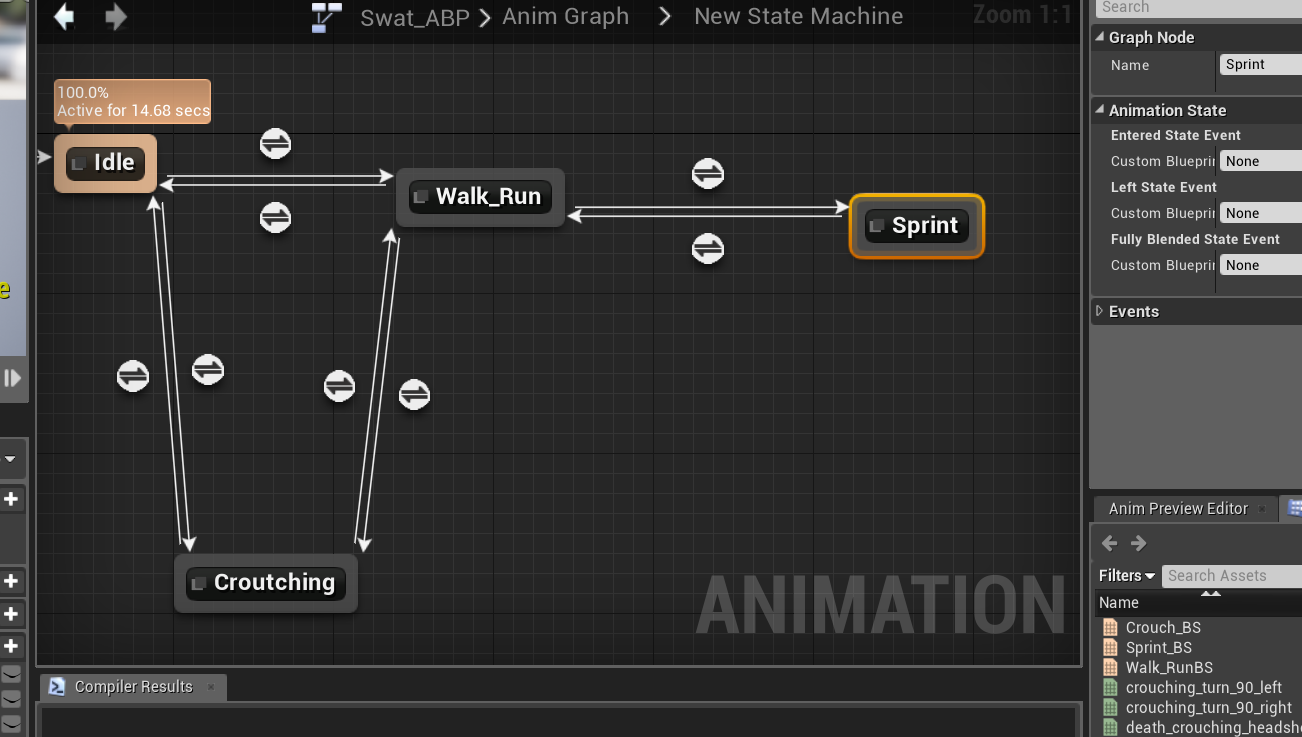 Swat_ABP > Anim Graph > New State Machine
Zoom 1:1
100.0%
Active for 14.68 secs
Idle
Walk_Run
Sprint
Croutching
ANIMATION
Compiler Results
Search
Graph Node
Name
Sprint
Animation State
Entered State Event
Custom Blueprin
None
Left State Event
Custom Blueprin
None
Fully Blended State Event
Custom Blueprin
None
Events
Anim Preview Editor
Filters
Search Assets
Name
Crouch_BS
Sprint_BS
Walk_RunBS
crouching_turn_90_left
crouching_turn_90_right
death_crouching_headsh